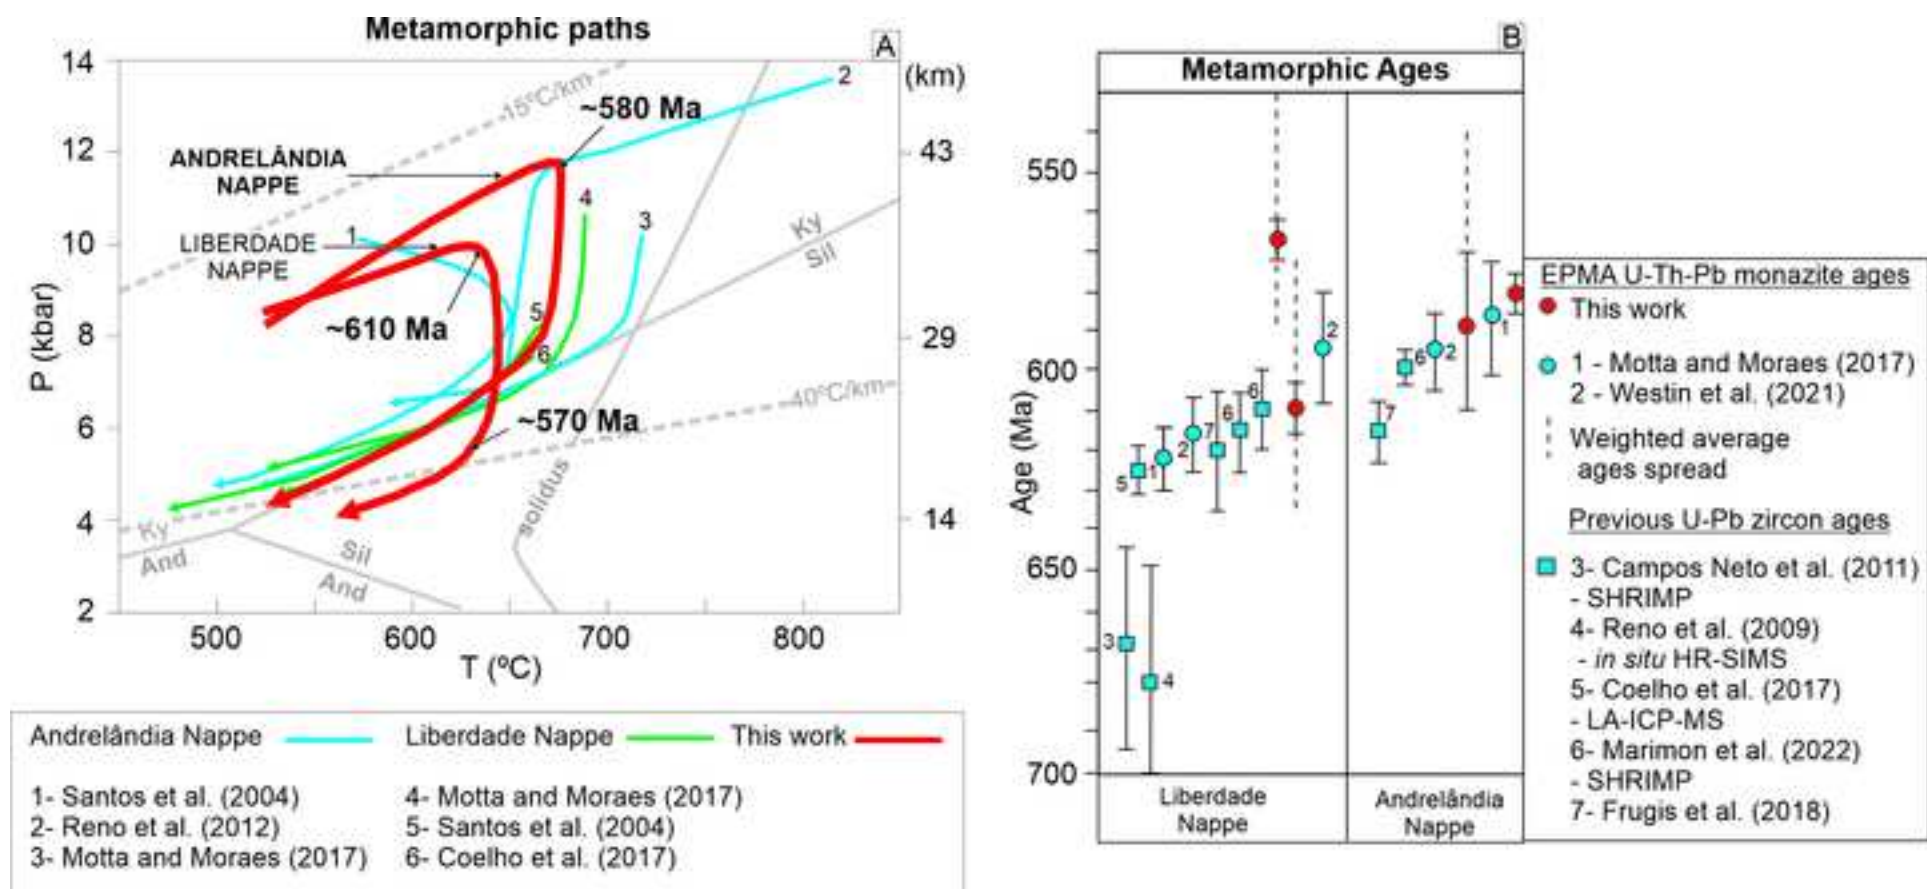 Metamorphic paths
A
14
12
10
8
6
4
2
P (kbar)
(km)
43
29
14
500
600
700
800
T (ºC)
15ºC/km
40ºC/km
ANDRELÂNDIA
NAPPE
LIBERDADE
NAPPE
~580 Ma
~610 Ma
~570 Ma
1
2
3
4
5
6
Ky
Sil
Ky
And
Sil
And
solidus
Andrelândia Nappe
Liberdade Nappe
This work
1- Santos et al. (2004)
2- Reno et al. (2012)
3- Motta and Moraes (2017)
4- Motta and Moraes (2017)
5- Santos et al. (2004)
6- Coelho et al. (2017)
B
Metamorphic Ages
Age (Ma)
550
600
650
700
3
4
5
1
2
7
6
6
2
7
6
2
1
Liberdade
Nappe
Andrelândia
Nappe
EPMA U-Th-Pb monazite ages
This work
1 - Motta and Moraes (2017)
2 - Westin et al. (2021)
Weighted average
ages spread
Previous U-Pb zircon ages
3- Campos Neto et al. (2011)
- SHRIMP
4- Reno et al. (2009)
- in situ HR-SIMS
5- Coelho et al. (2017)
- LA-ICP-MS
6- Marimon et al. (2022)
- SHRIMP
7- Frugis et al. (2018)